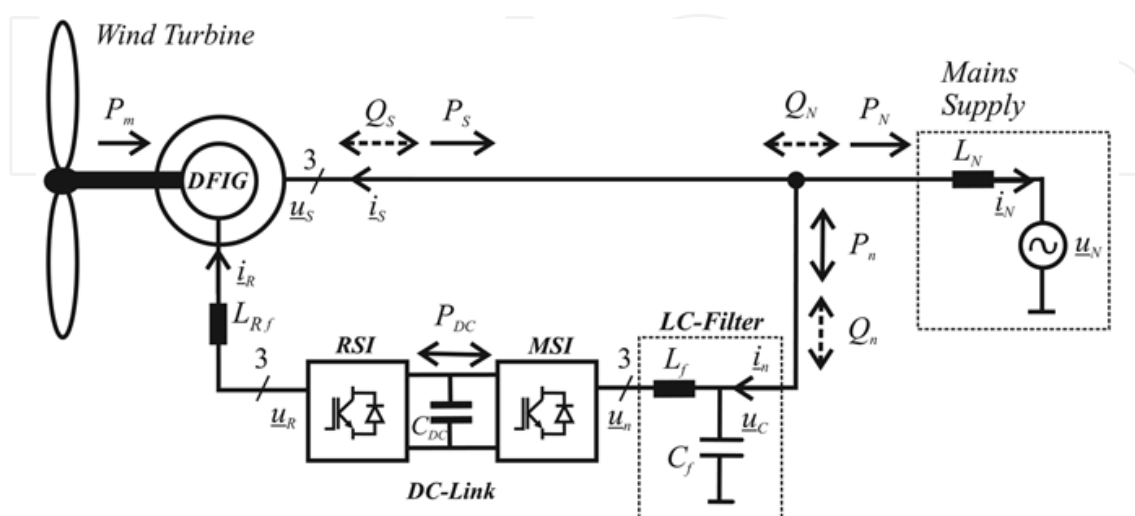 Wind Turbine
Mains
Supply
P_m
Q_S
P_S
Q_N
P_N
L_N
DFIG
3
u_S
i_S
i_N
u_N
P_n
i_R
L_Rf
P_DC
LC-Filter
Q_n
RSI
MSI
3
L_f
i_n
3
u_R
C_DC
u_n
u_C
C_f
DC-Link